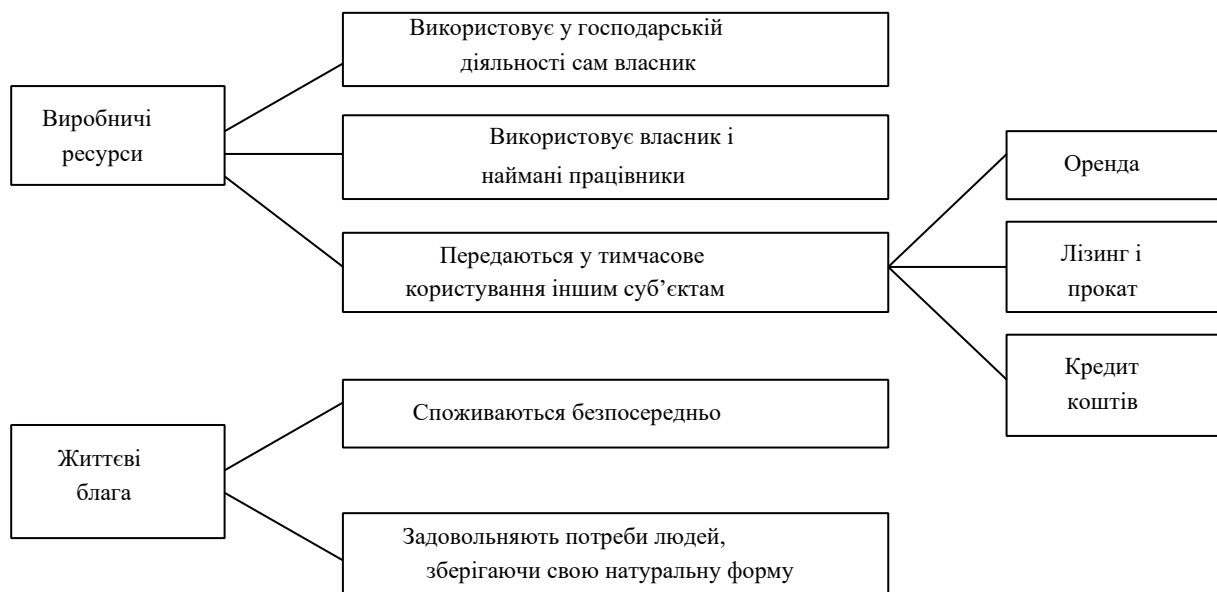 Виробничі
ресурси
Використовує у господарській
діяльності сам власник
Використовує власник і
наймані працівники
Передаються у тимчасове
користування іншим суб’єктам
Оренда
Лізинг і
прокат
Кредит
коштів
Життєві
блага
Споживаються безпосередньо
Задовольняють потреби людей,
зберігаючи свою натуральну форму